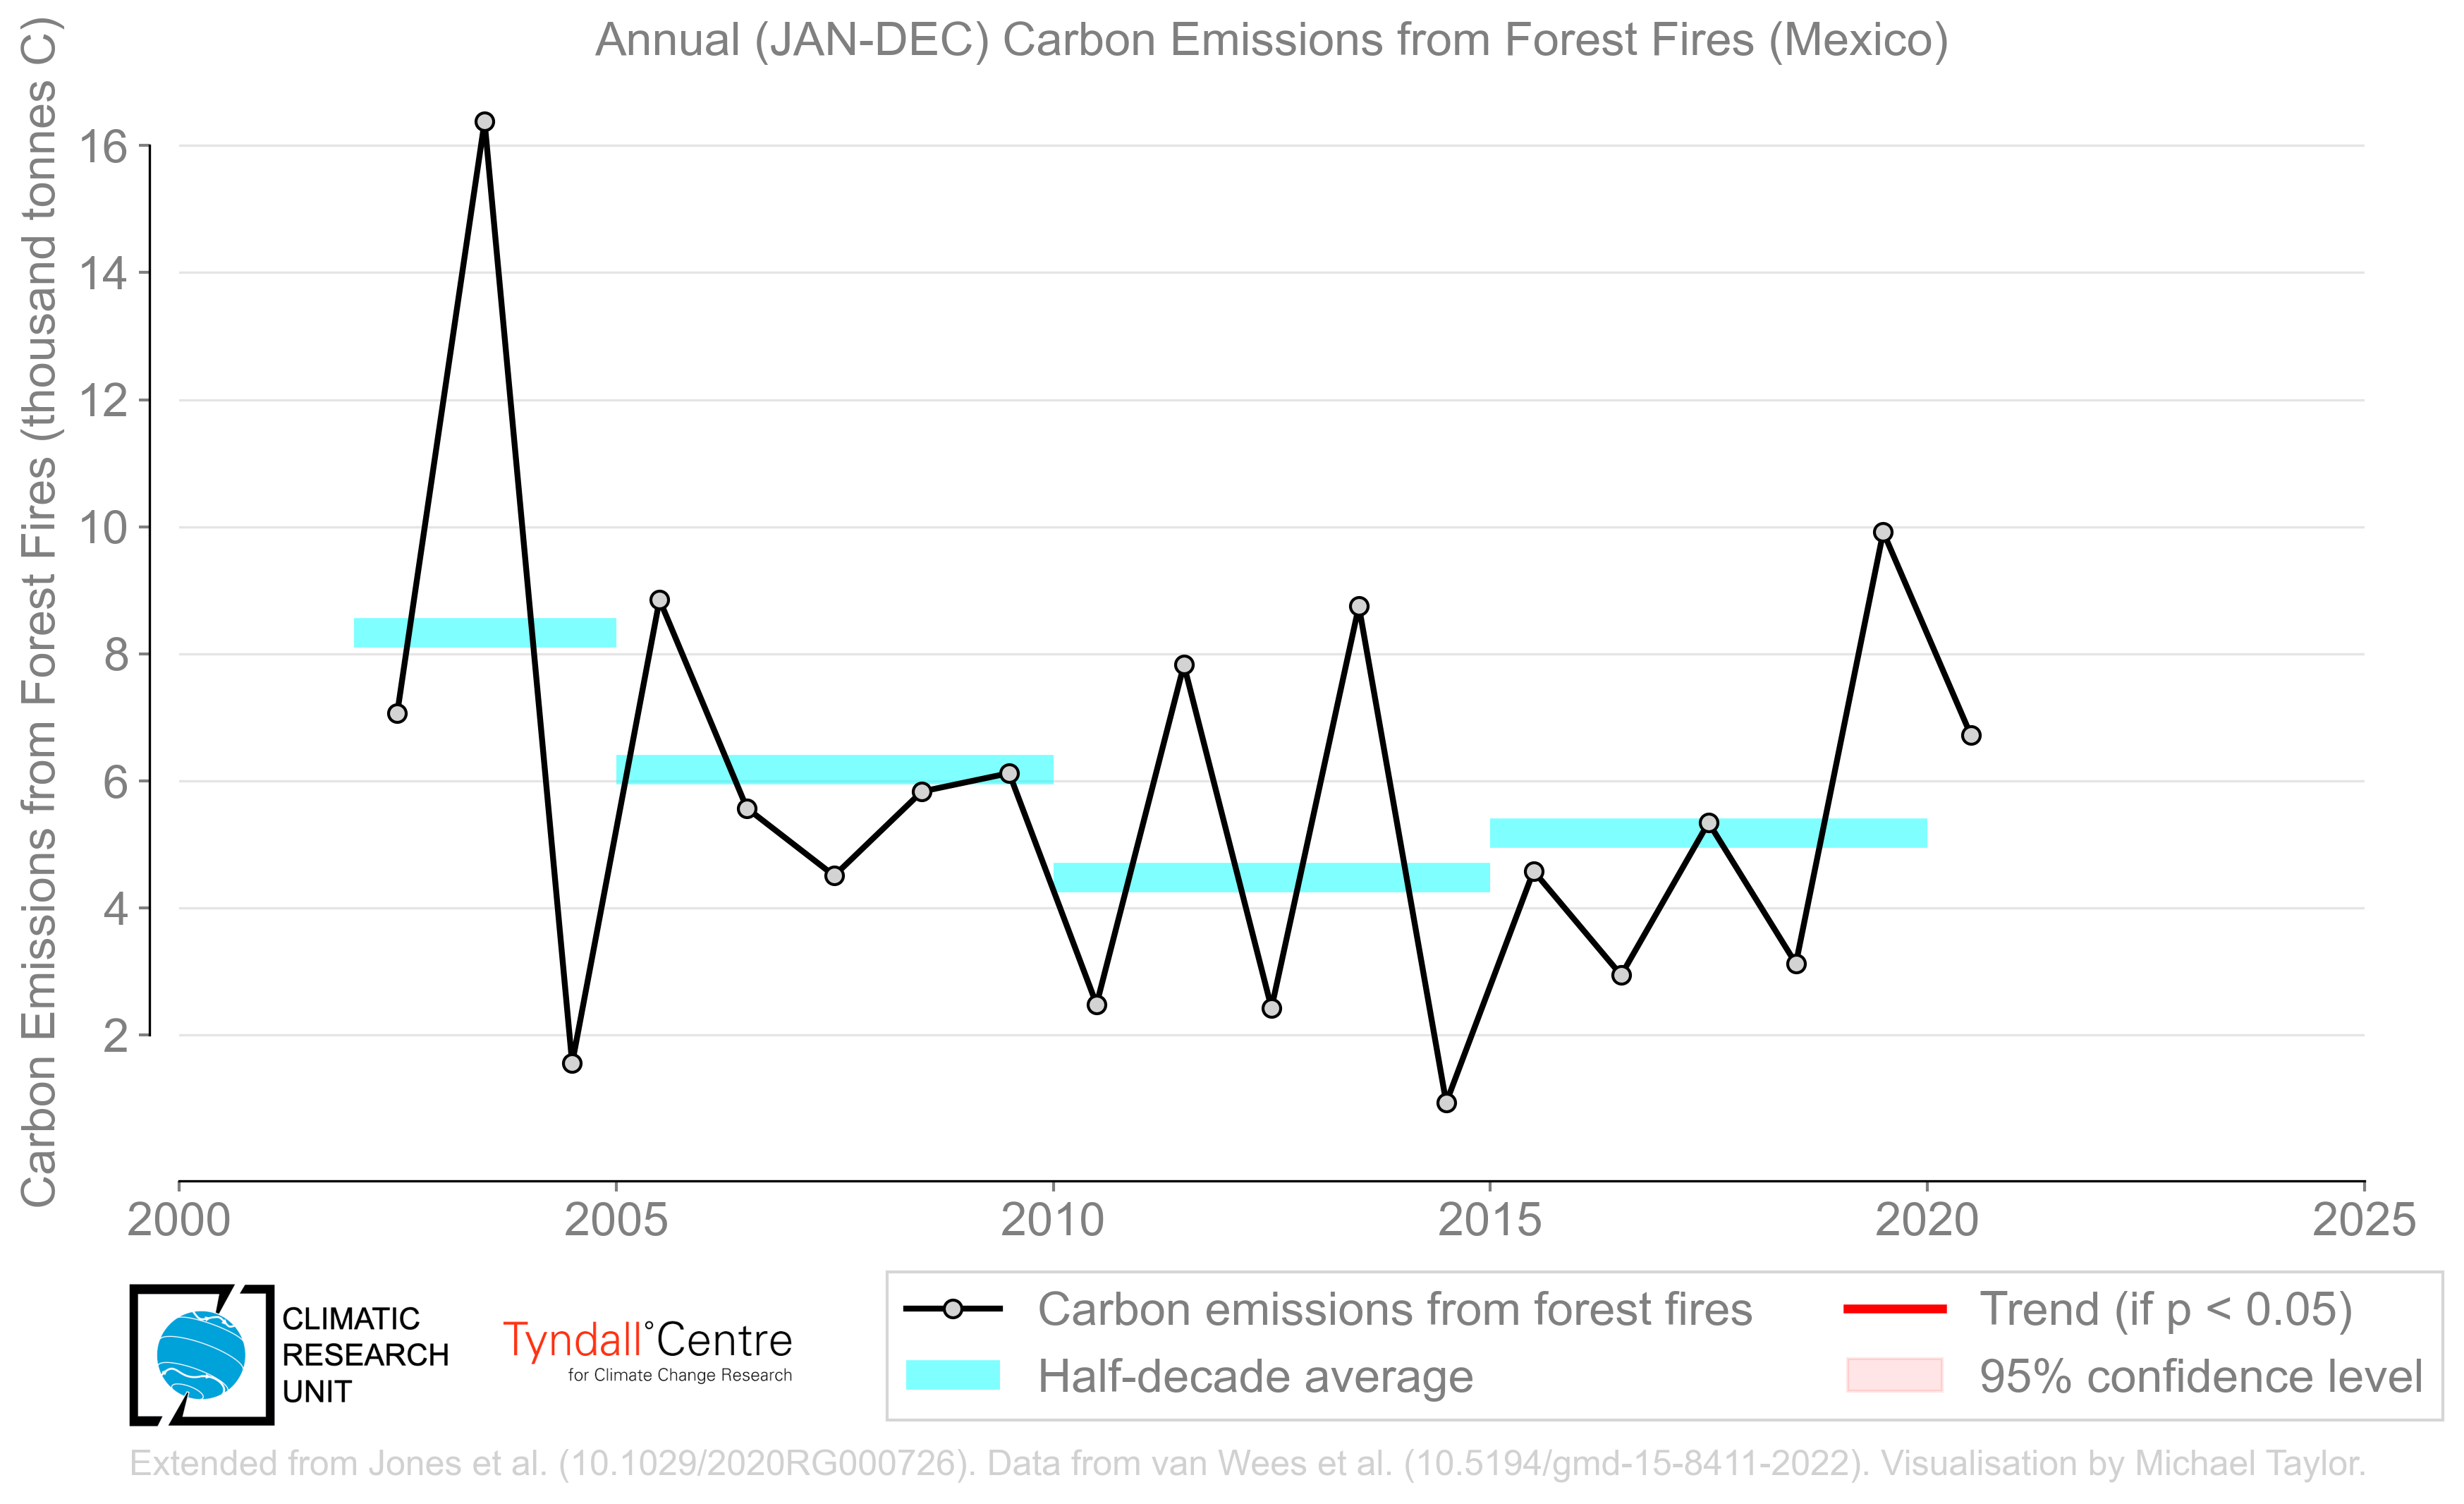 Annual (JAN-DEC) Carbon Emissions from Forest Fires (Mexico)
Carbon Emissions from Forest Fires (thousand tonnes C)
16
14
12
10
8
6
4
2
2000 2005 2010 2015 2020 2025
CLIMATIC
RESEARCH
UNIT
Tyndall°Centre
for Climate Change Research
Carbon emissions from forest fires
Half-decade average
Trend (if p < 0.05)
95% confidence level
Extended from Jones et al. (10.1029/2020RG000726). Data from van Wees et al. (10.5194/gmd-15-8411-2022). Visualisation by Michael Taylor.